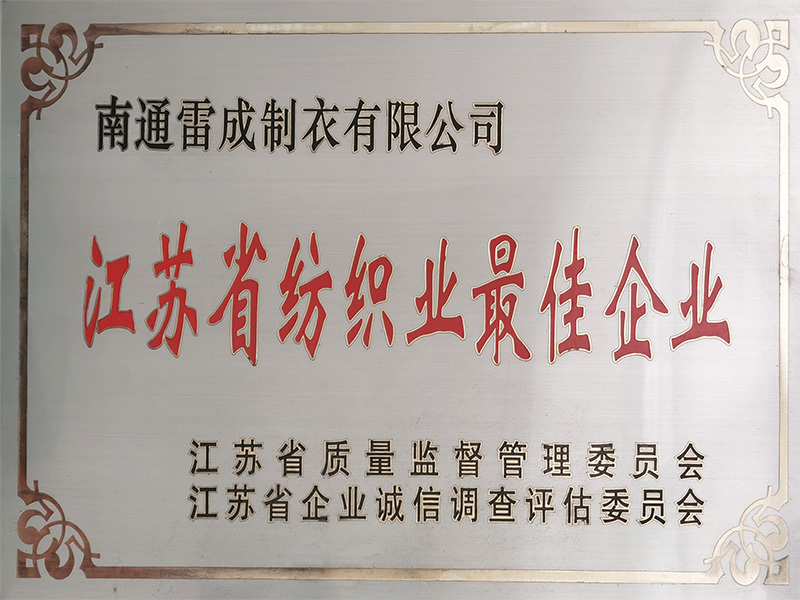 南通雷成制衣有限公司
江苏省纺织业最佳企业
江苏省质量监督管理委员会
江苏省企业诚信调查评估委员会